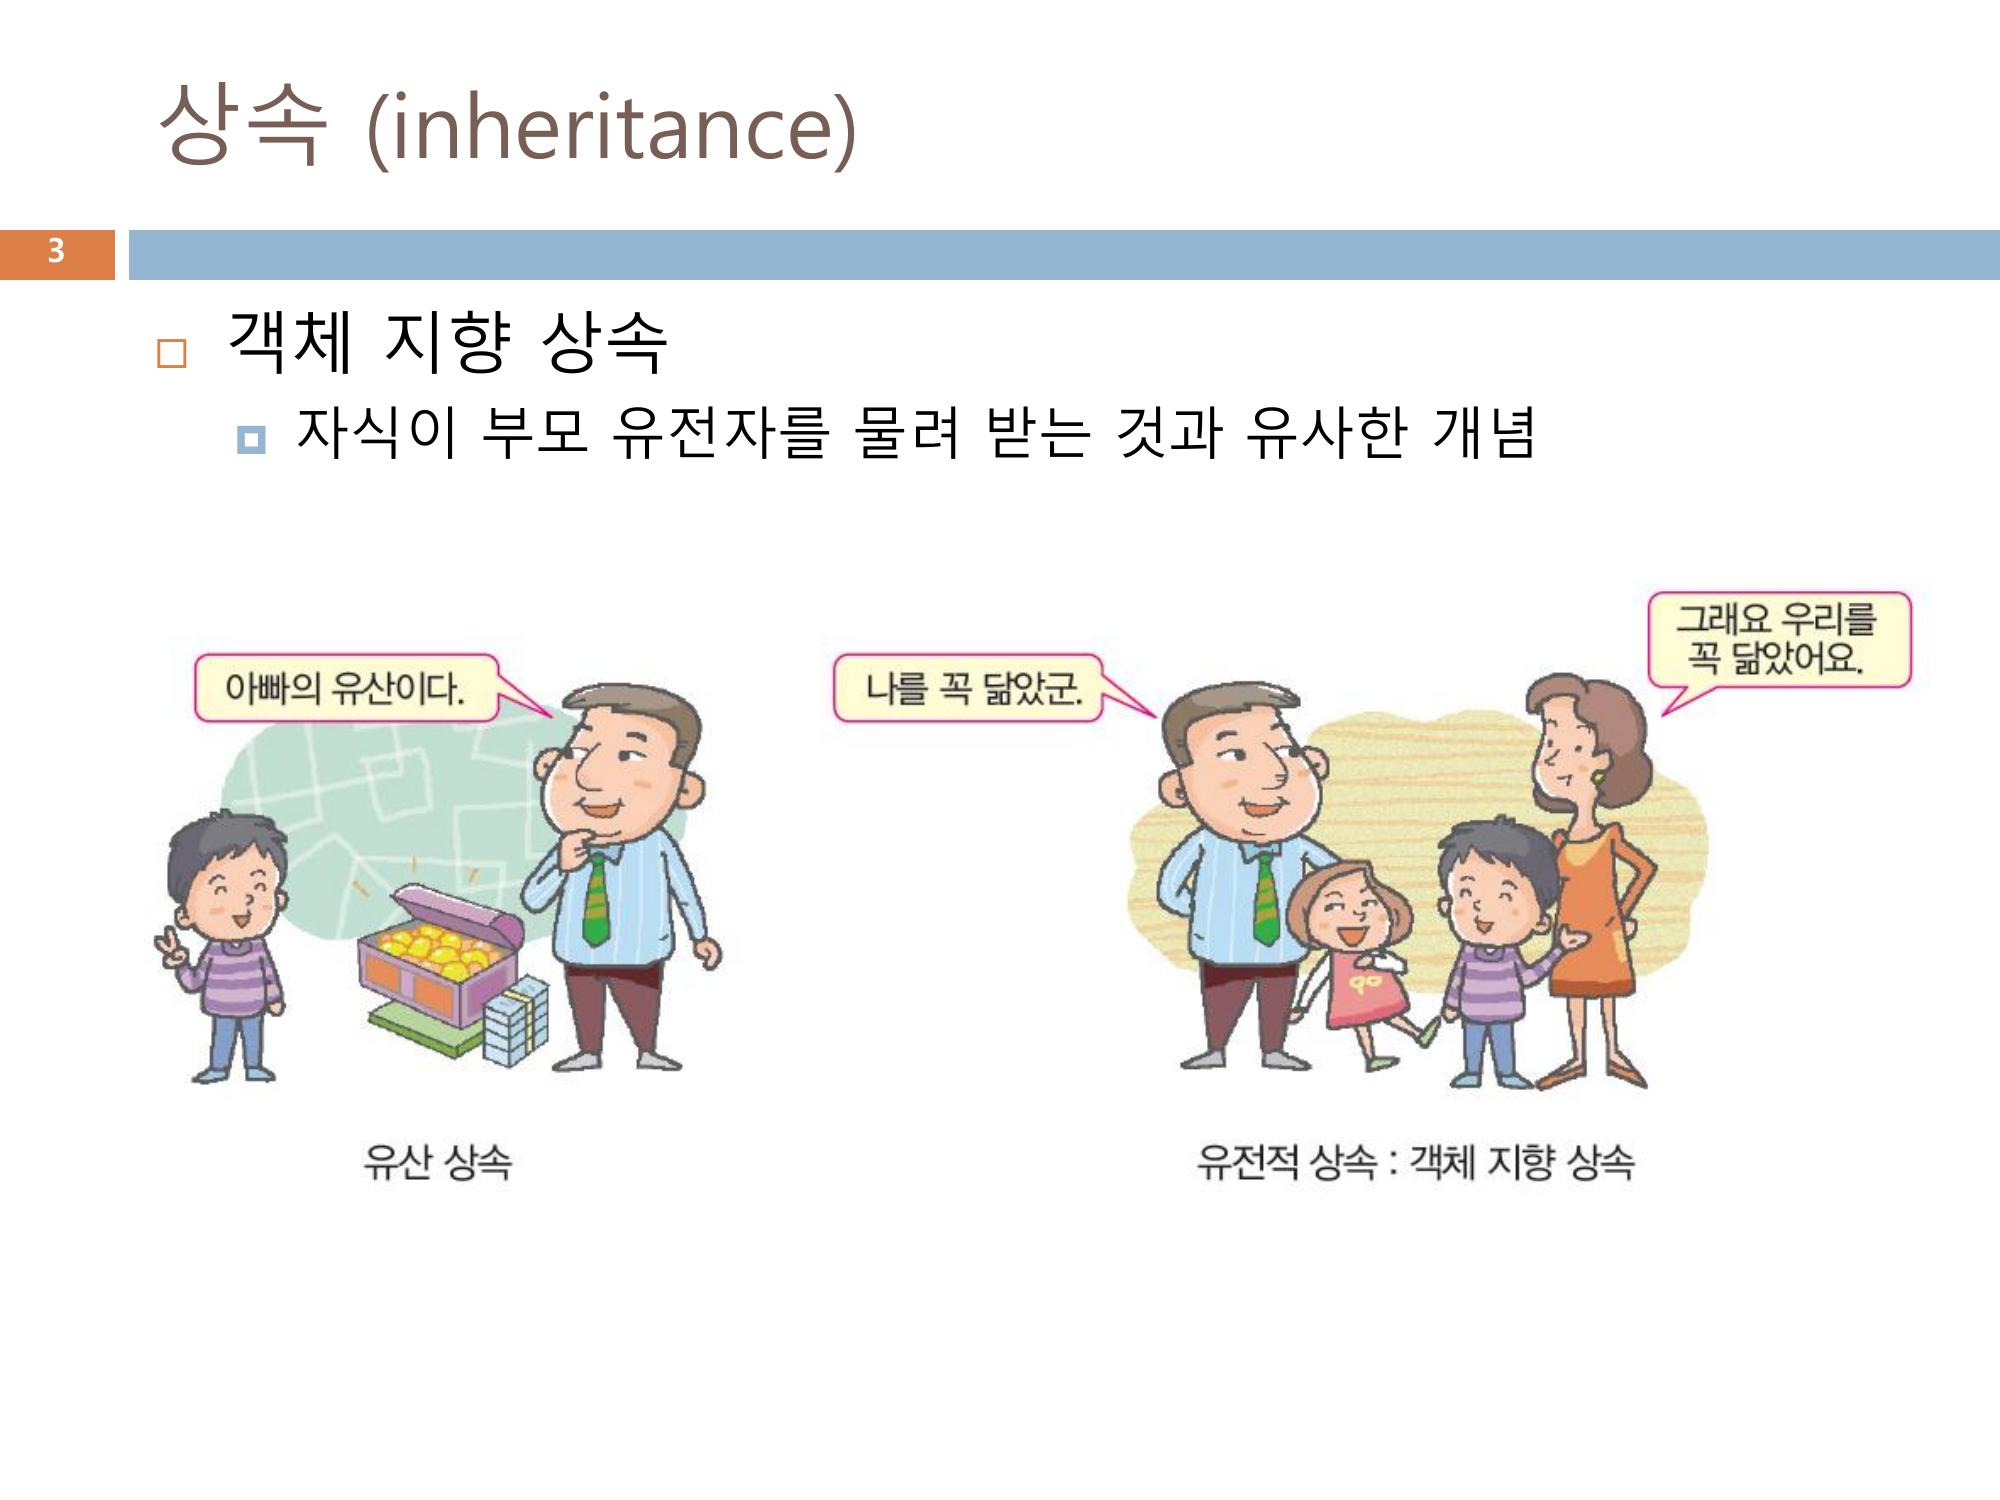 상속 (inheritance)
3
객체 지향 상속
자식이 부모 유전자를 물려 받는 것과 유사한 개념
아빠의 유산이다.
나를 꼭 닮았군.
그래요 우리를
꼭 닮았어요.
유산 상속
유전적 상속 : 객체 지향 상속